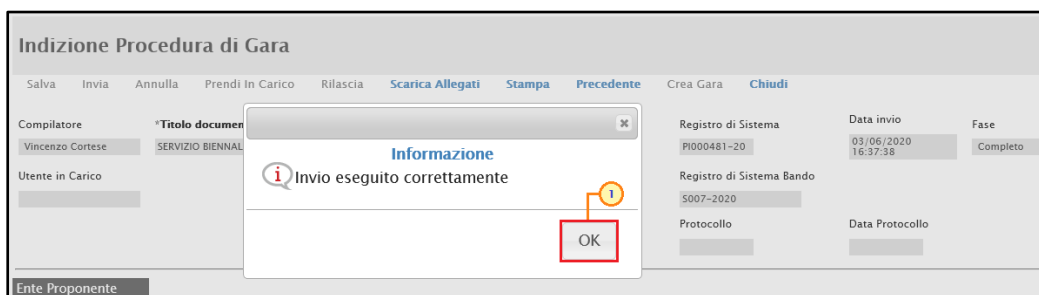 Indizione Procedura di Gara
Salva Invia Annulla Prendi In Carico Rilascia Scarica Allegati Stampa Precedente Crea Gara Chiudi
Compilatore *Titolo documen Registro di Sistema Data invio Fase
Vincenzo Cortese SERVIZIO BIENNAL PI000481-20 03/06/2020 16:37:38 Completo
Informazione
Invio eseguito correttamente
Utente in Carico Registro di Sistema Bando
S007-2020
1
OK
Protocollo Data Protocollo
Ente Proponente